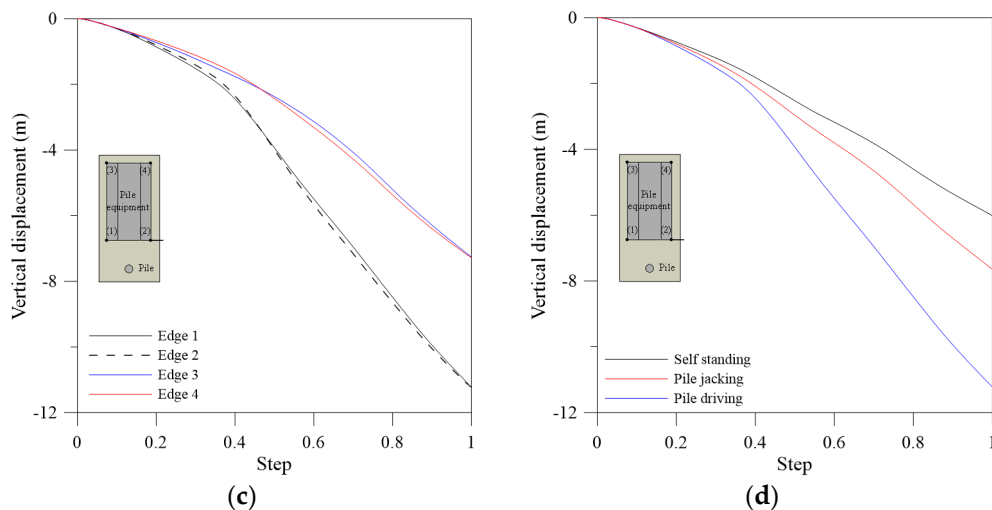 0
-4
-8
-12
Vertical displacement (m)
(3)
(4)
Pile
equipment
(1)
(2)
Pile
Edge 1
Edge 2
Edge 3
Edge 4
0
0.2
0.4
0.6
0.8
1
Step
(c)
0
-4
-8
-12
Vertical displacement (m)
(3)
(4)
Pile
equipment
(1)
(2)
Pile
Self standing
Pile jacking
Pile driving
0
0.2
0.4
0.6
0.8
1
Step
(d)